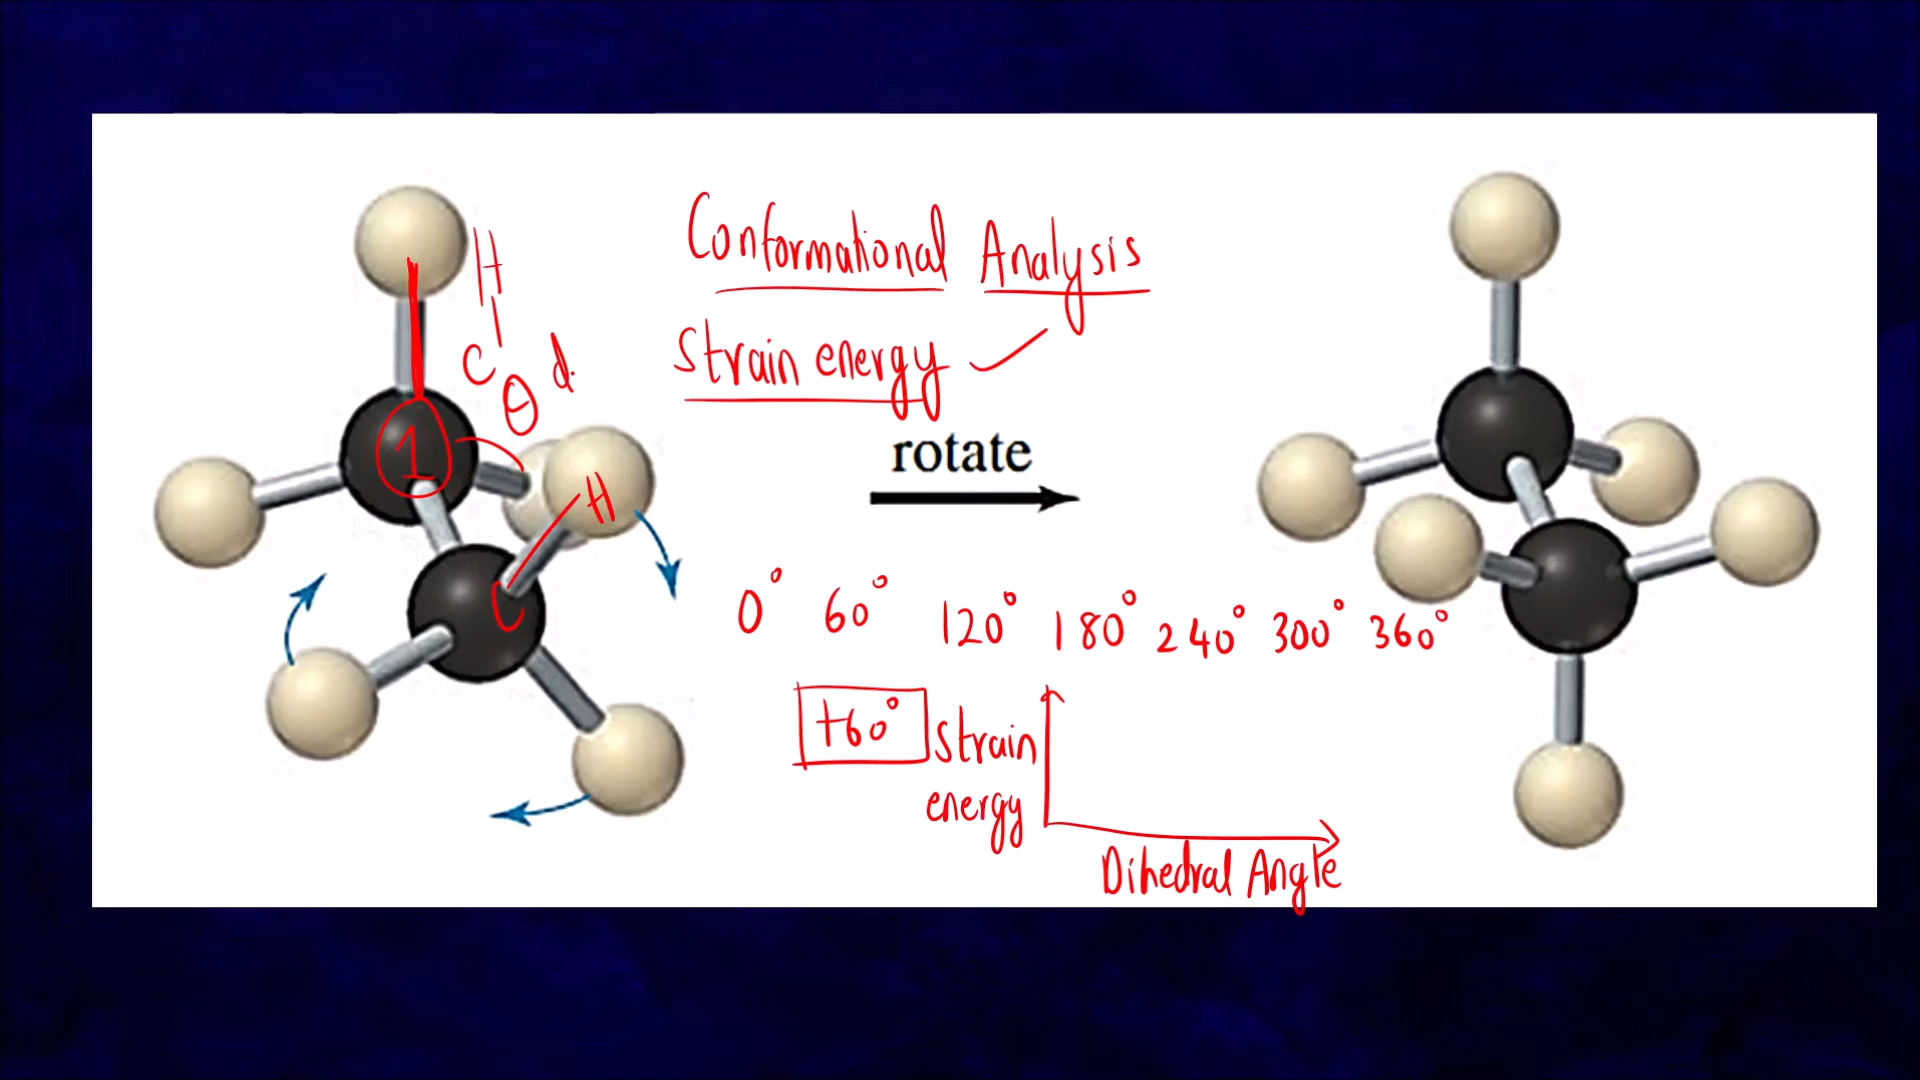 Conformational Analysis
H
C
θ d.
Strain energy
1
rotate
H
C
0° 60° 120° 180° 240° 300° 360°
+60°
Strain
energy
Dihedral Angle